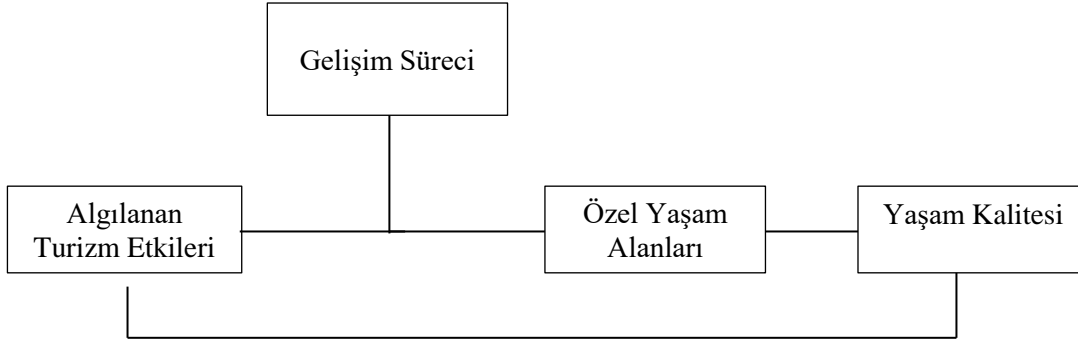 Gelişim Süreci
Algılanan
Turizm Etkileri
Özel Yaşam
Alanları
Yaşam Kalitesi